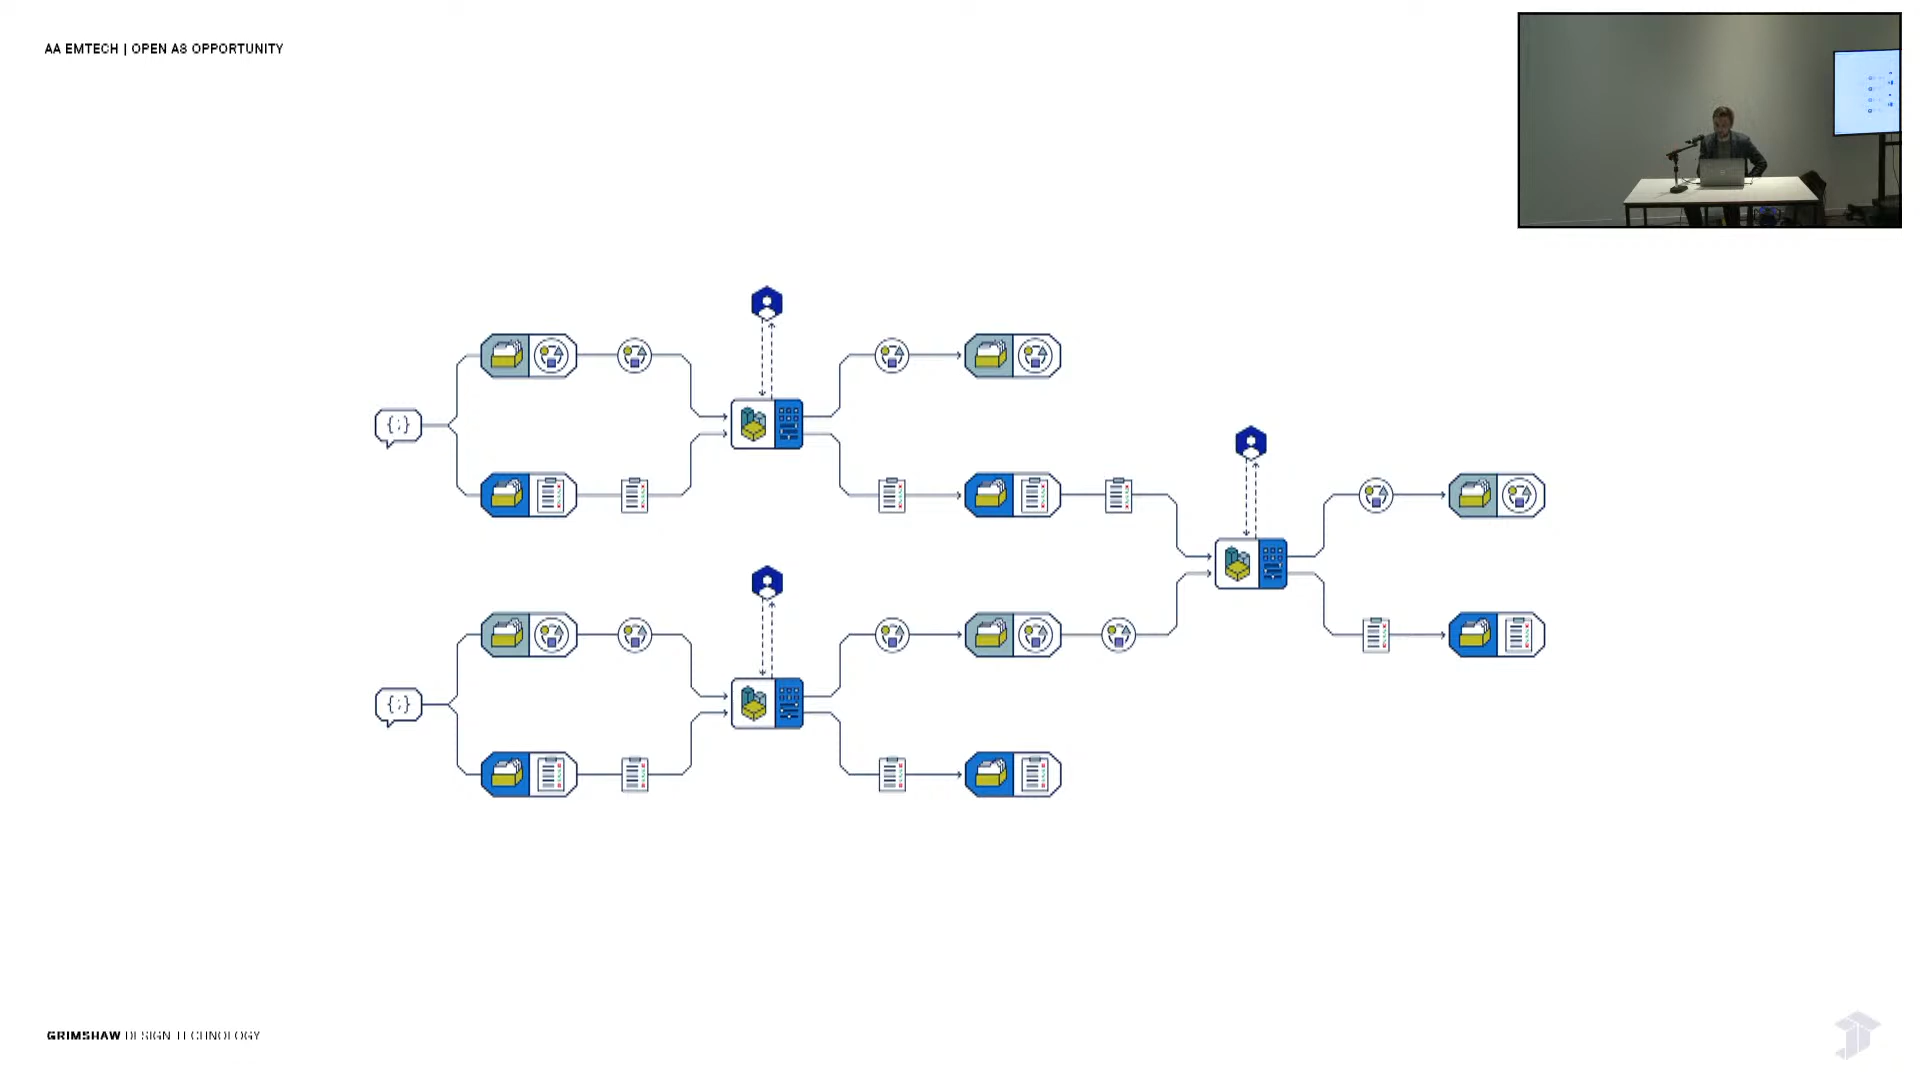 AA EMTECH | OPEN AS OPPORTUNITY
{;}
{;}
GRIMSHAW DESIGN TECHNOLOGY